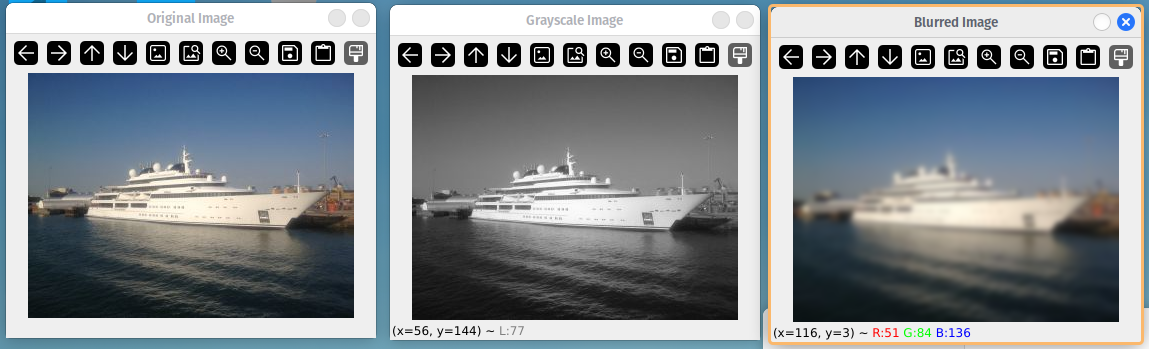 Original Image
Grayscale Image
Blurred Image
(x=56, y=144) ~ L:77
(x=116, y=3) ~ R:51 G:84 B:136